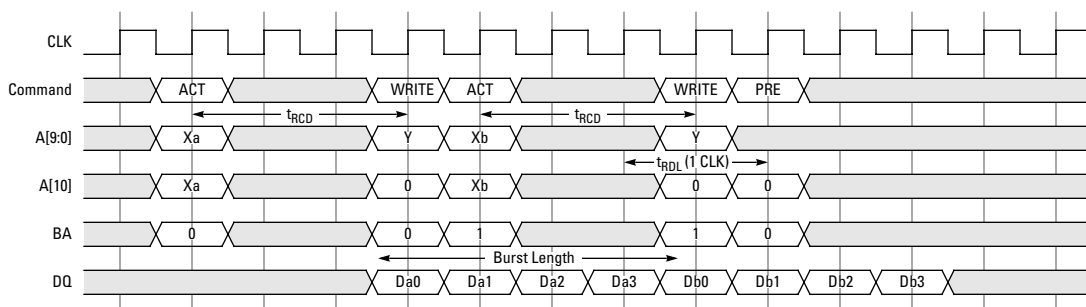 CLK
Command ACT WRITE ACT WRITE PRE
tRCD tRCD
A[9:0] Xa Y Xb Y
tRDL (1 CLK)
A[10] Xa 0 Xb 0 0
BA 0 0 1 1 0
Burst Length
DQ Da0 Da1 Da2 Da3 Db0 Db1 Db2 Db3